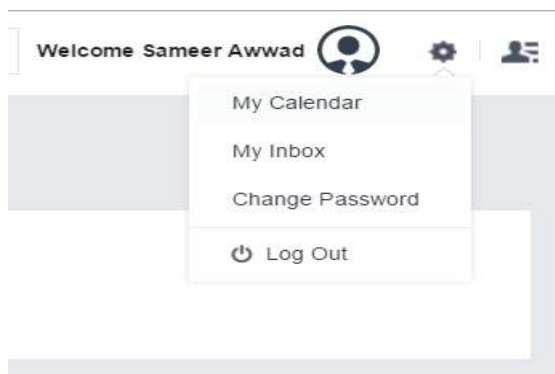 Welcome Sameer Awwad
My Calendar
My Inbox
Change Password
Log Out